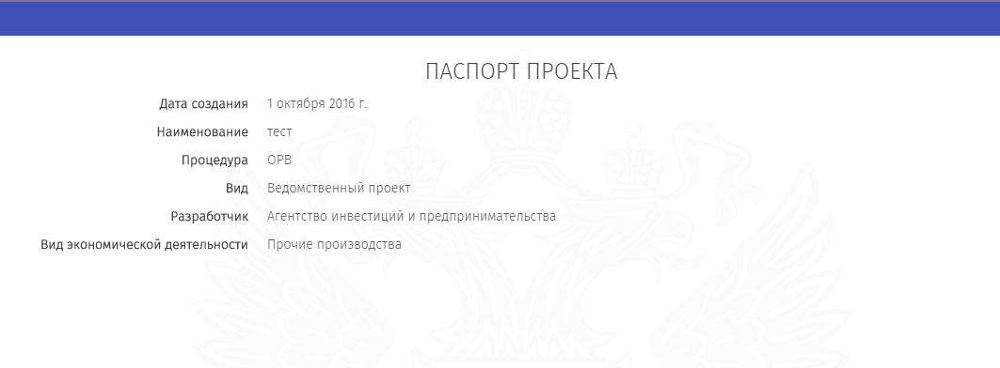 ПАСПОРТ ПРОЕКТА
Дата создания 1 октября 2016 г.
Наименование тест
Процедура ОРВ
Вид Ведомственный проект
Разработчик Агентство инвестиций и предпринимательства
Вид экономической деятельности Прочие производства